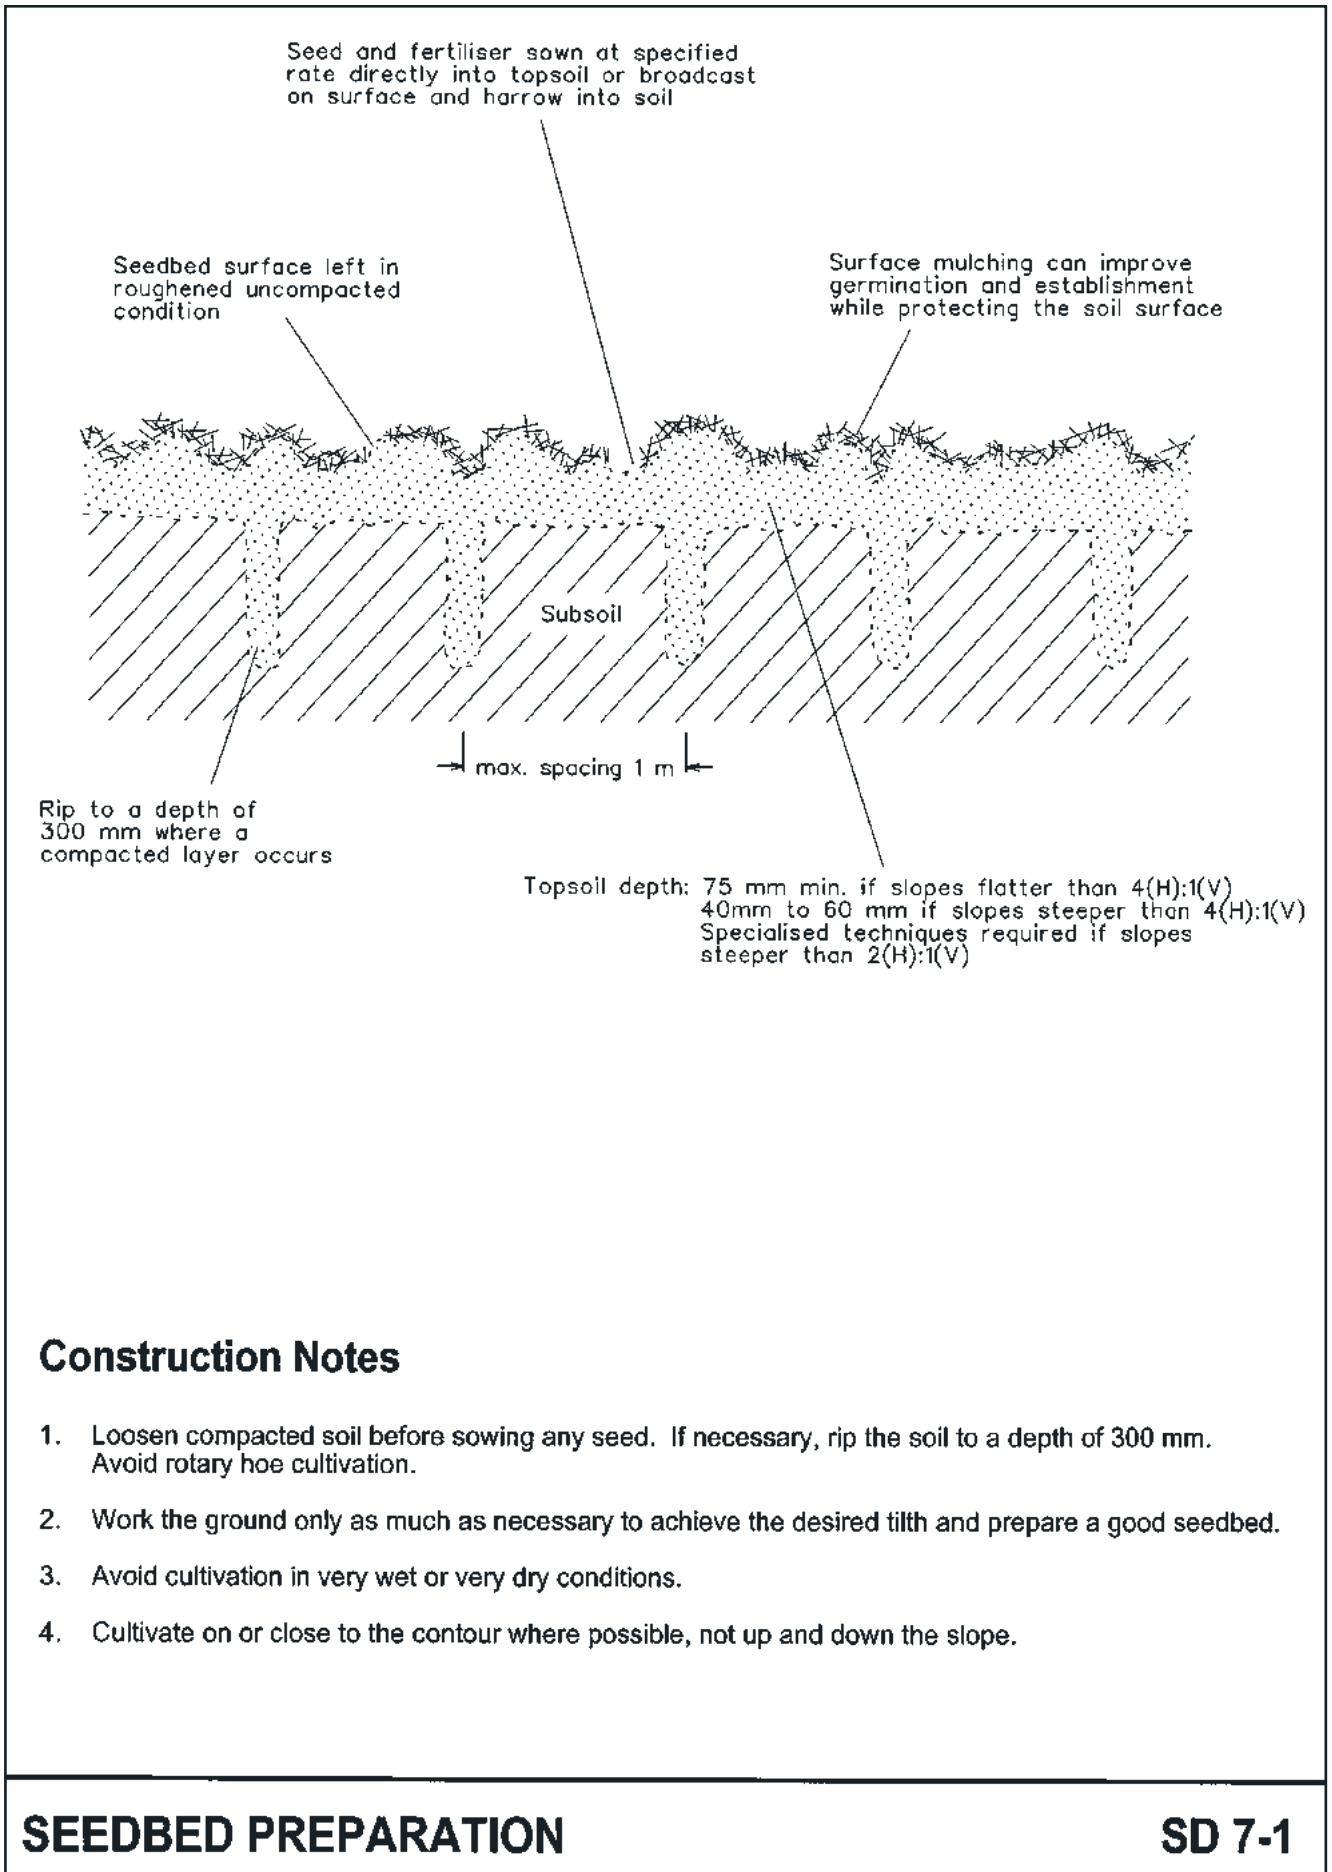 Seed and fertiliser sown at specified
rate directly into topsoil or broadcast
on surface and harrow into soil
Seedbed surface left in
roughened uncompacted
condition
Surface mulching can improve
germination and establishment
while protecting the soil surface
Subsoil
max. spacing 1 m
Rip to a depth of
300 mm where a
compacted layer occurs
Topsoil depth: 75 mm min. if slopes flatter than 4(H):1(V)
40mm to 60 mm if slopes steeper than 4(H):1(V)
Specialised techniques required if slopes
steeper than 2(H):1(V)
Construction Notes
1. Loosen compacted soil before sowing any seed. If necessary, rip the soil to a depth of 300 mm.
Avoid rotary hoe cultivation.
2. Work the ground only as much as necessary to achieve the desired tilth and prepare a good seedbed.
3. Avoid cultivation in very wet or very dry conditions.
4. Cultivate on or close to the contour where possible, not up and down the slope.
SEEDBED PREPARATION SD 7-1